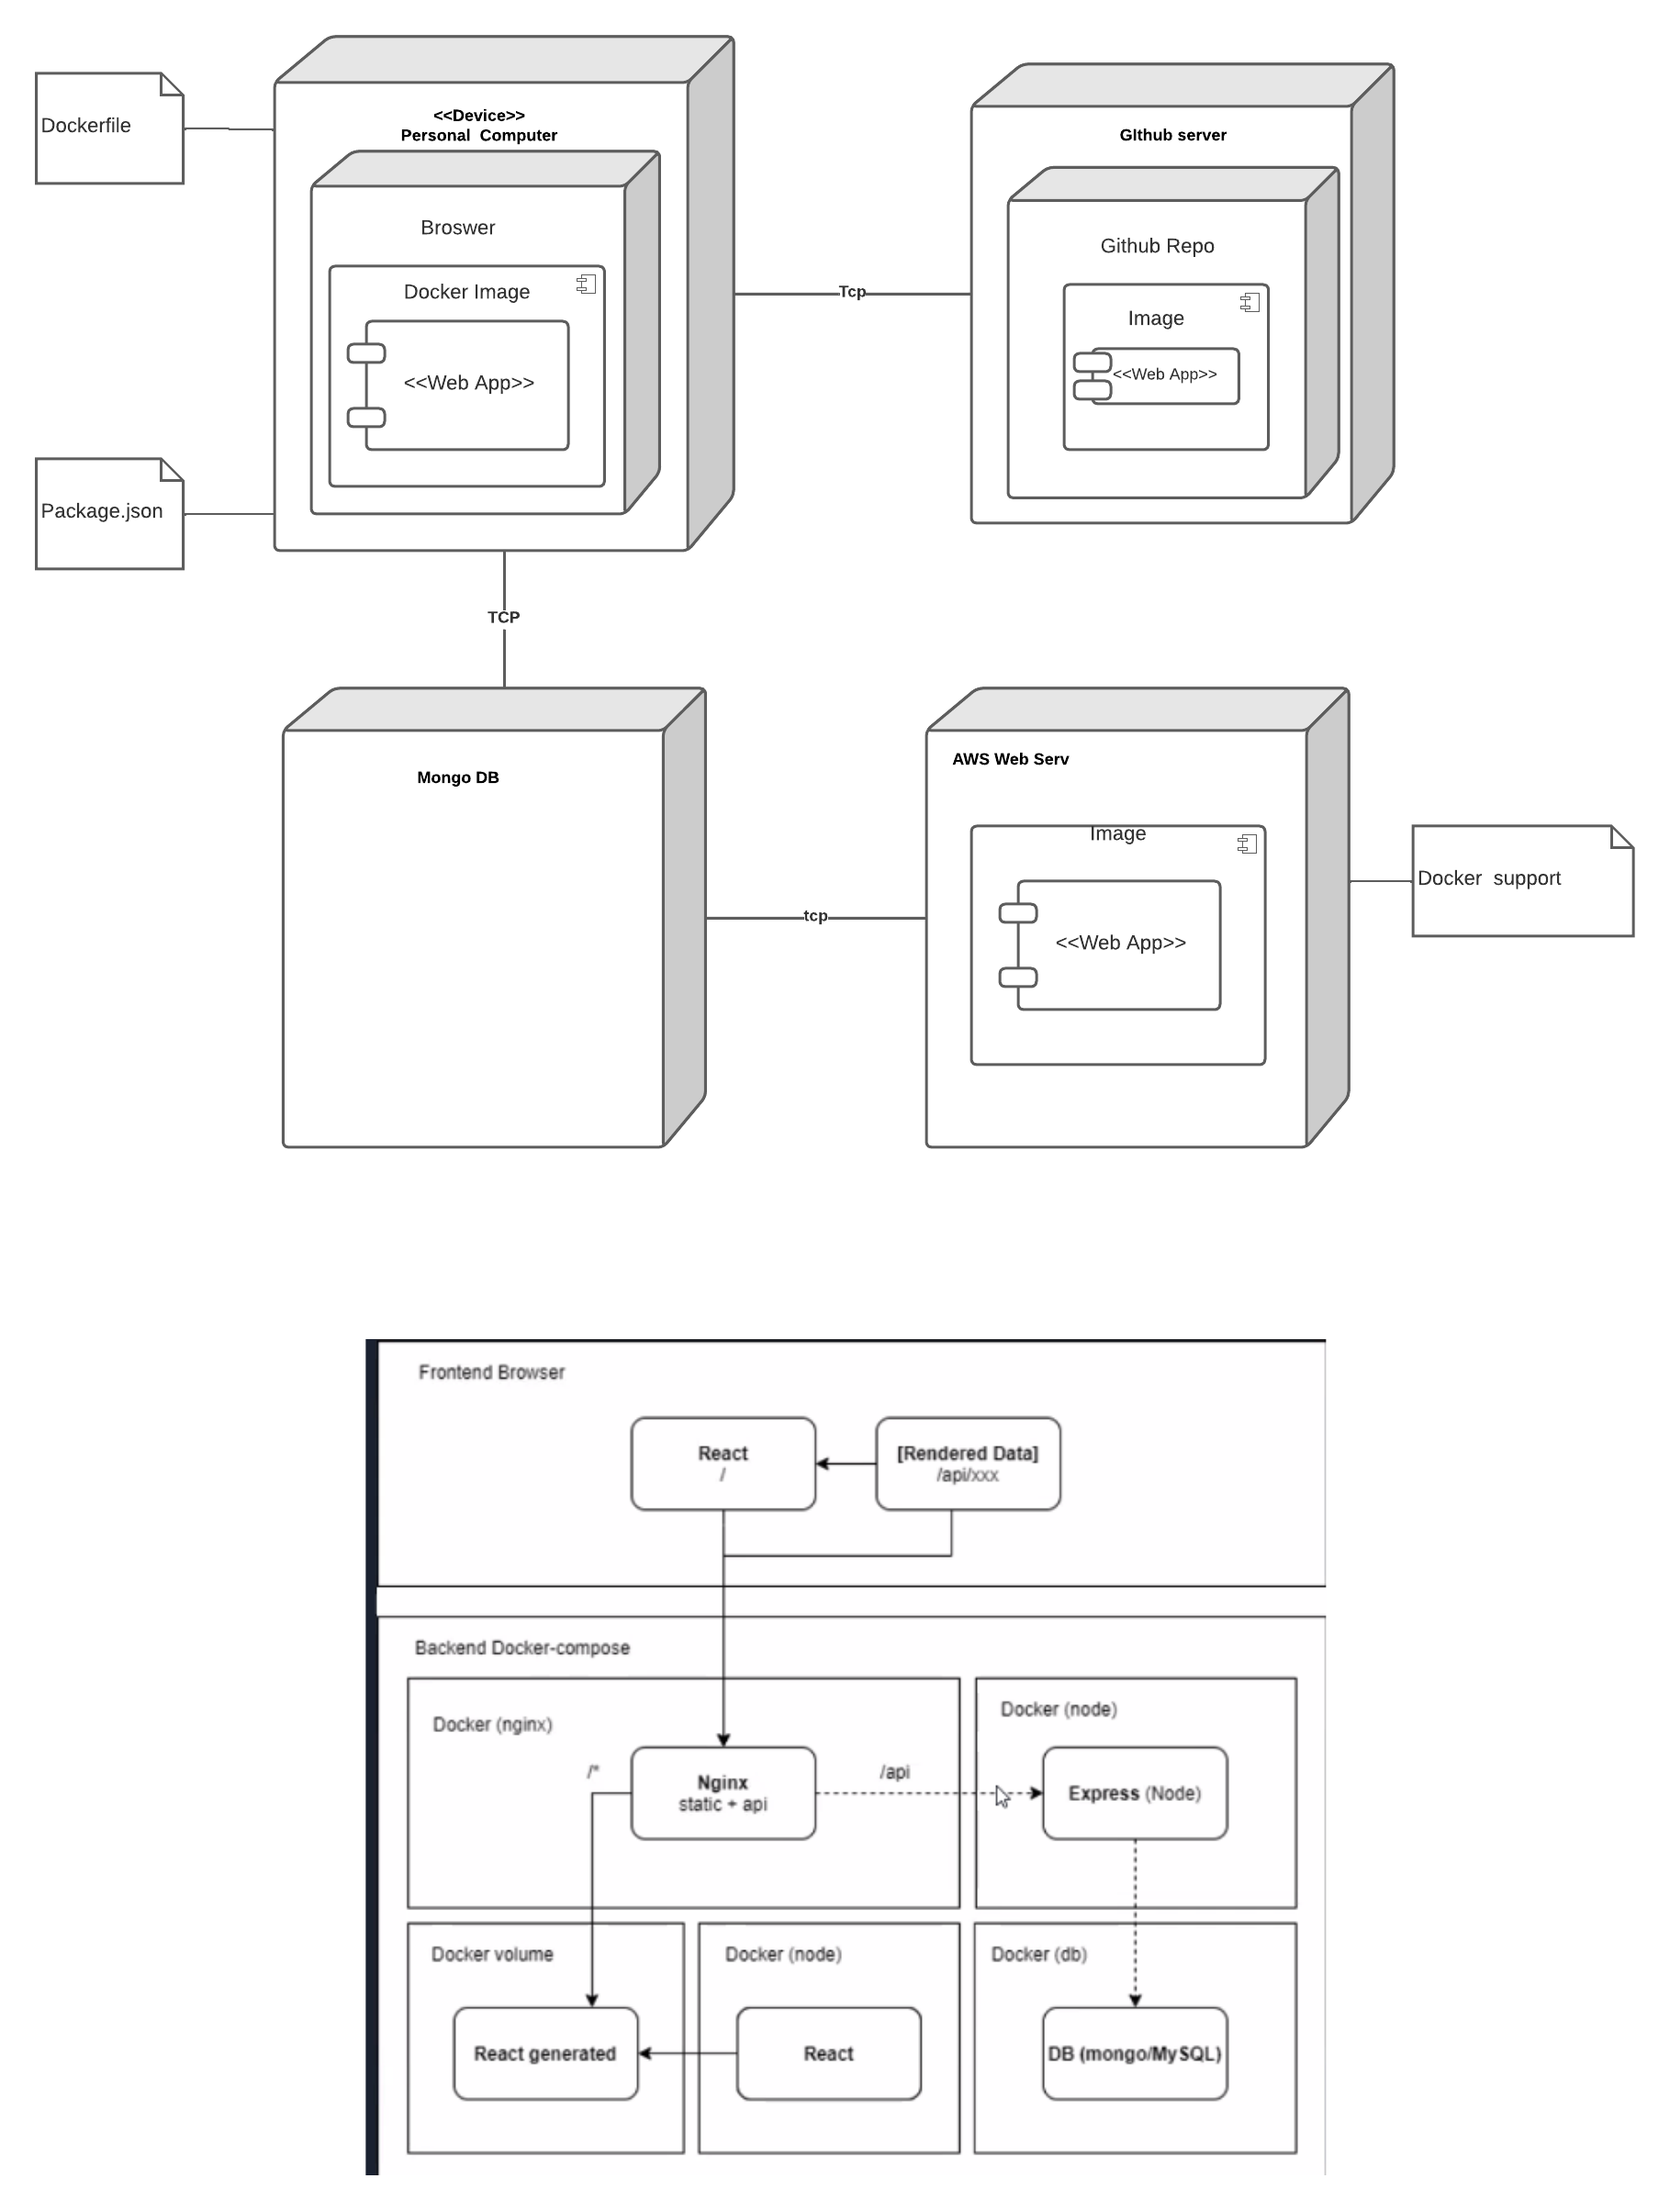 Dockerfile
<<Device>>
Personal Computer
Broswer
Docker Image
<<Web App>>
Package.json
Tcp
GIthub server
Github Repo
Image
<<Web App>>
TCP
Mongo DB
tcp
AWS Web Serv
Image
<<Web App>>
Docker support
Frontend Browser
React
/
[Rendered Data]
/api/xxx
Backend Docker-compose
Docker (nginx)
/*
Nginx
static + api
/api
Docker (node)
Express (Node)
Docker volume
React generated
Docker (node)
React
Docker (db)
DB (mongo/MySQL)